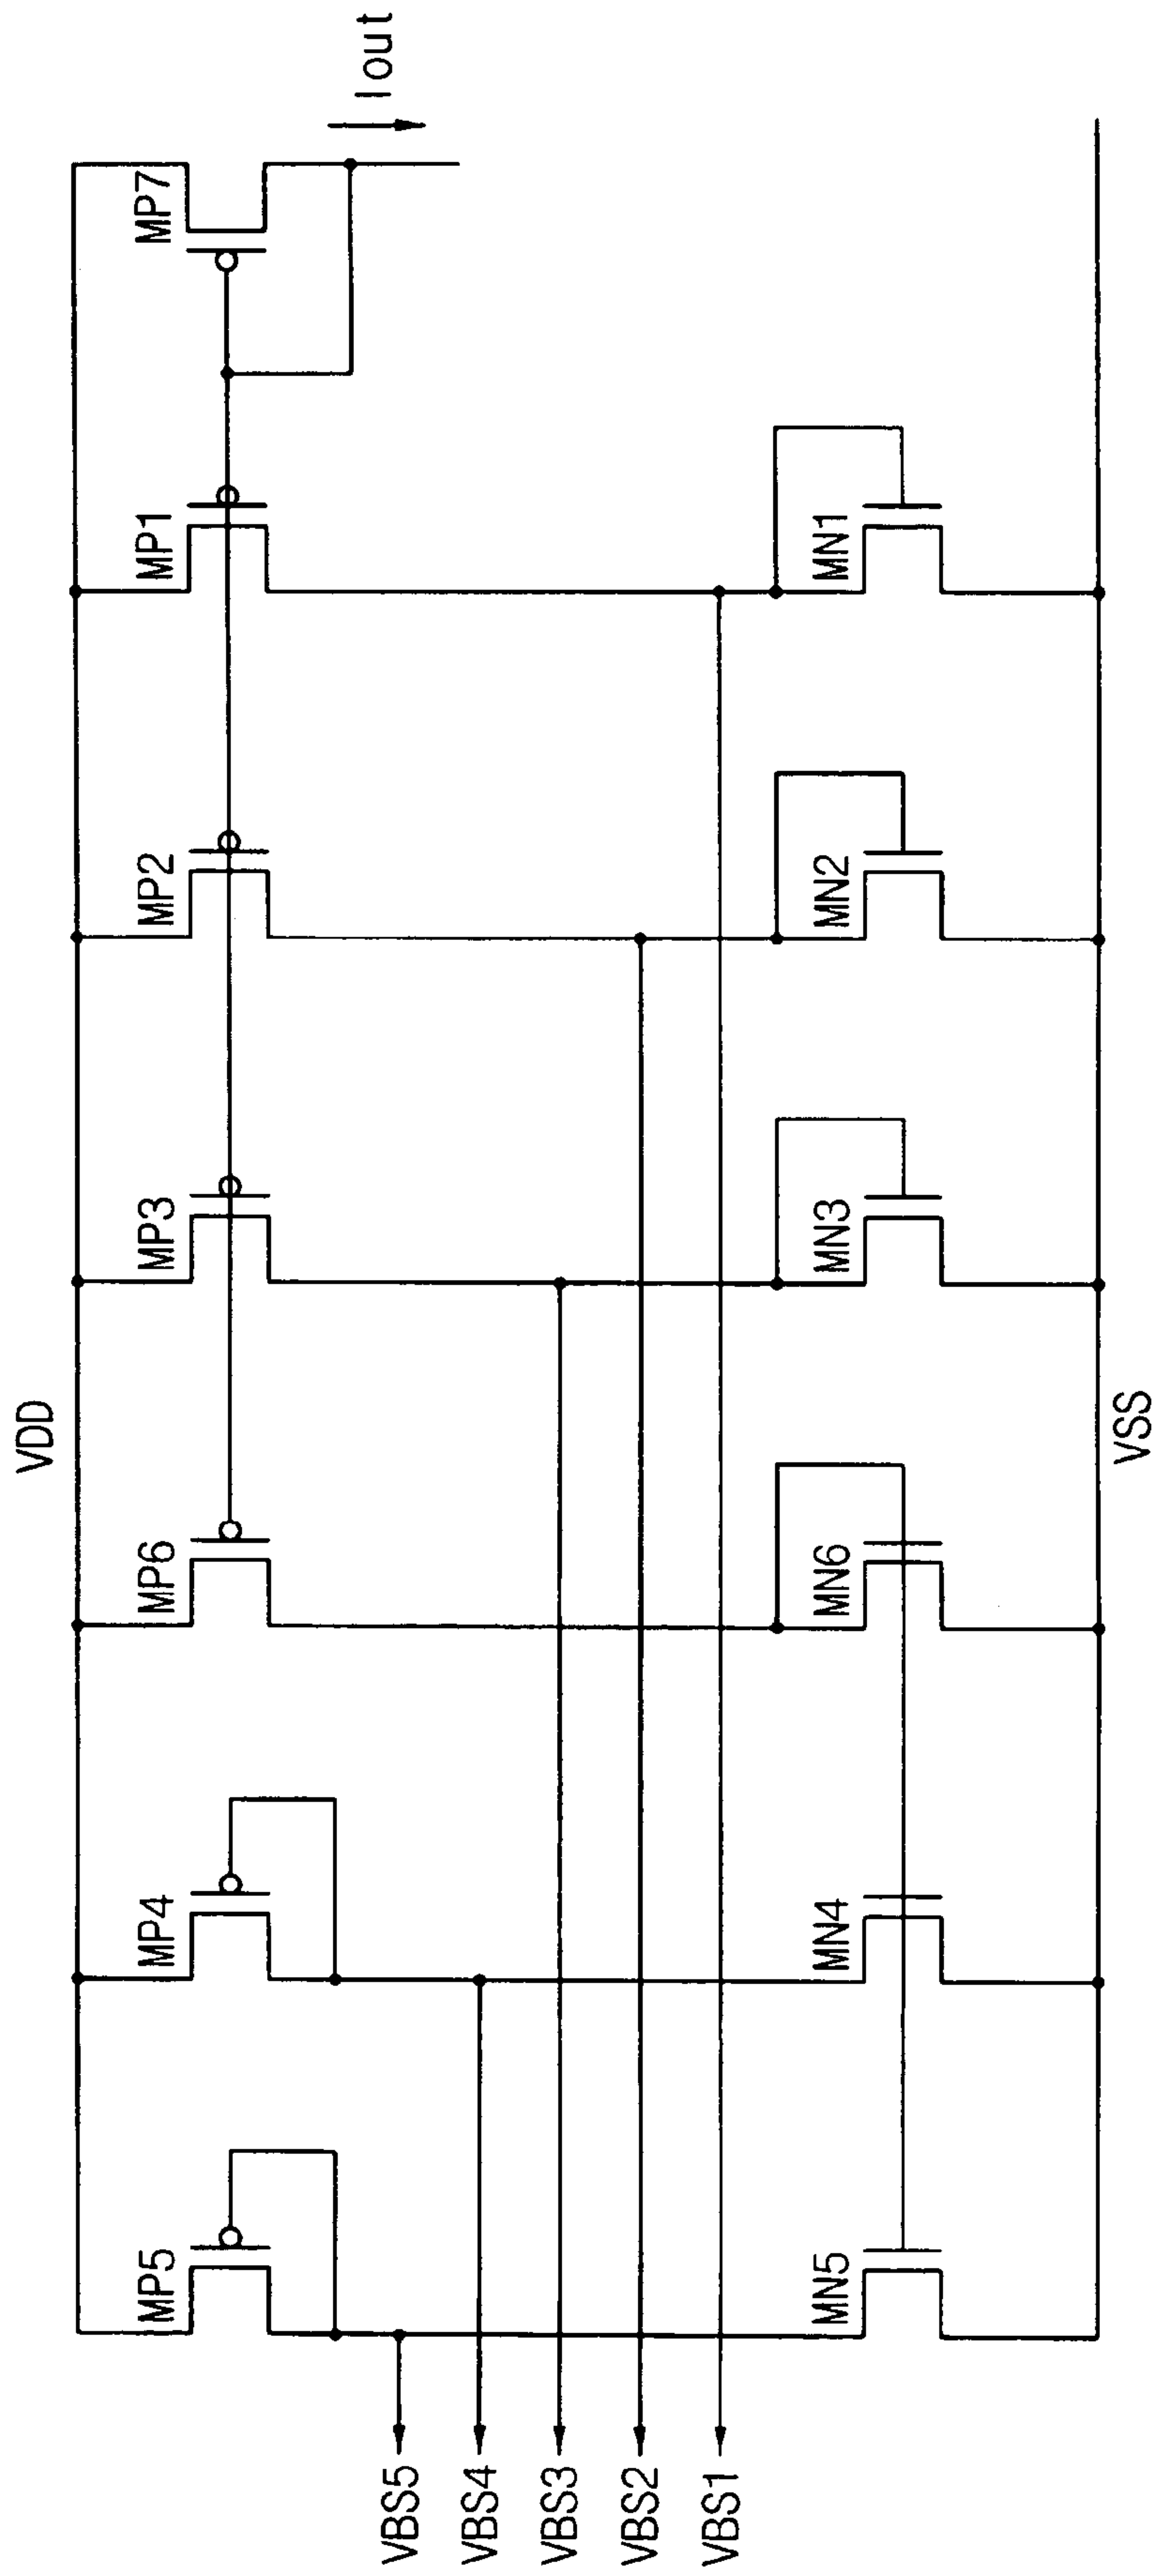 VDD
MP5
MP4
MP6
MP3
MP2
MP1
MP7
Iout
VBS5
VBS4
VBS3
VBS2
VBS1
MN5
MN4
MN6
MN3
MN2
MN1
VSS